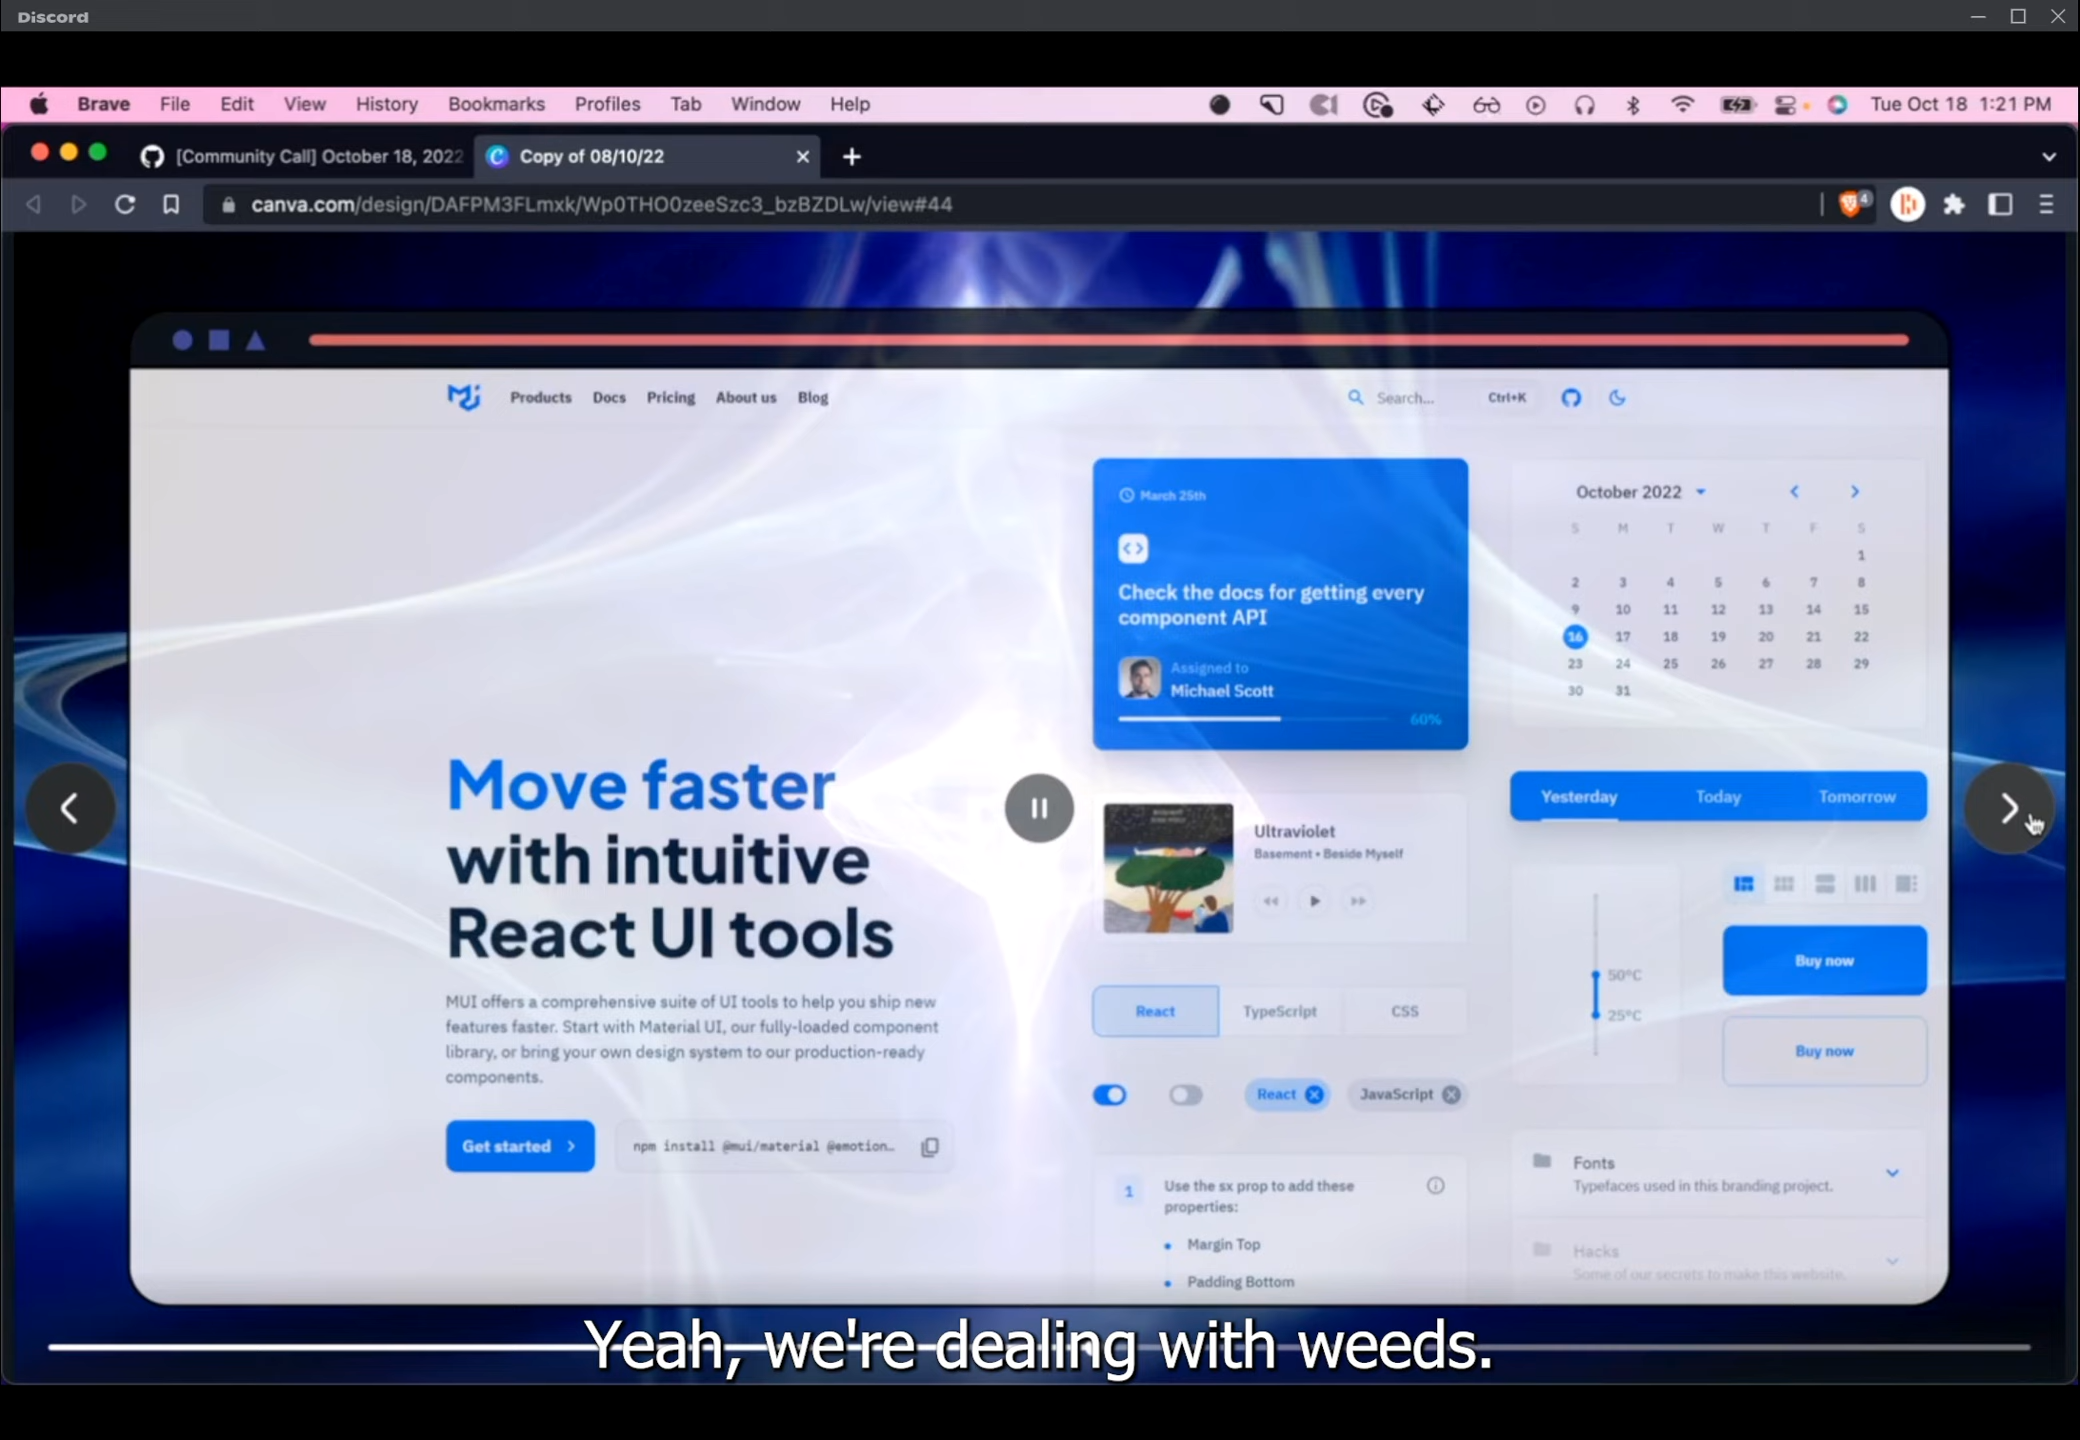 Discord
Brave File Edit View History Bookmarks Profiles Tab Window Help Tue Oct 18 1:21 PM
[Community Call] October 18, 2022 Copy of 08/10/22
canva.com/design/DAFPM3FLmxk/Wp0THO0zeeSzc3_bzBZDLw/view#44 4
Products Docs Pricing About us Blog Search... Ctrl+K
March 25th
Check the docs for getting every
component API
Assigned to
Michael Scott
60%
October 2022
S M T W T F S
1
2 3 4 5 6 7 8
9 10 11 12 13 14 15
16 17 18 19 20 21 22
23 24 25 26 27 28 29
30 31
Move faster
with intuitive
React UI tools
MUI offers a comprehensive suite of UI tools to help you ship new
features faster. Start with Material UI, our fully-loaded component
library, or bring your own design system to our production-ready
components.
Get started
npm install @mui/material @emotion…
Ultraviolet
Basement • Beside Myself
Yesterday Today Tomorrow
React TypeScript CSS
50°C
25°C
Buy now
Buy now
React JavaScript
1 Use the sx prop to add these
properties:
• Margin Top
• Padding Bottom
Fonts
Typefaces used in this branding project.
Hacks
Some of our secrets to make this website.
Yeah, we're dealing with weeds.